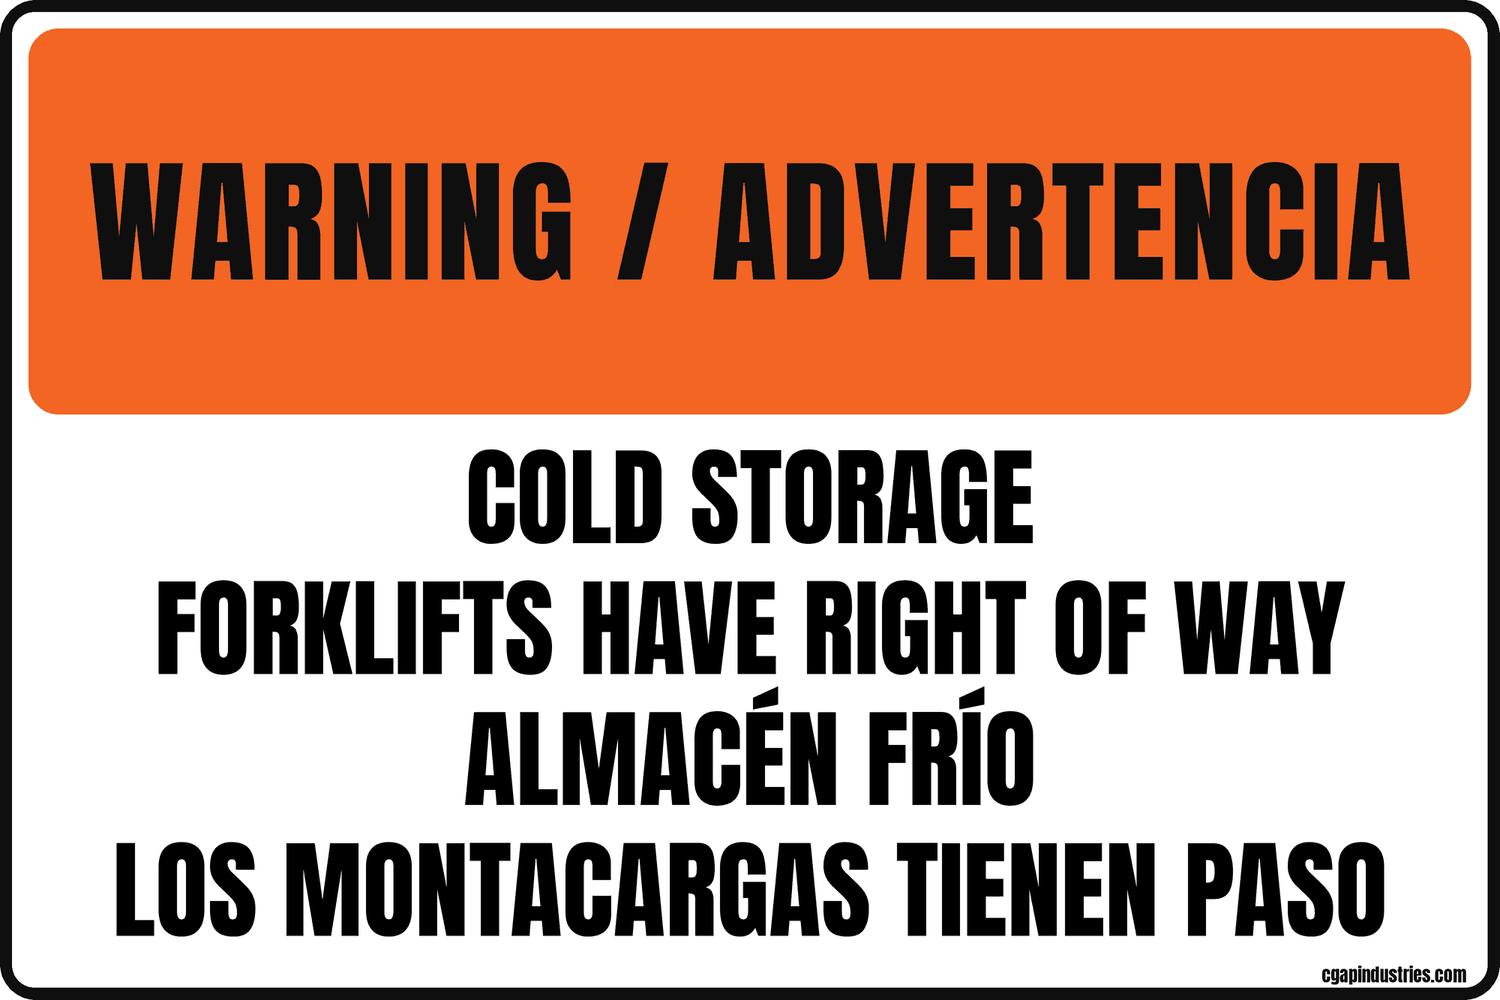 WARNING / ADVERTENCIA
COLD STORAGE
FORKLIFTS HAVE RIGHT OF WAY
ALMACÉN FRÍO
LOS MONTACARGAS TIENEN PASO
cgapindustries.com